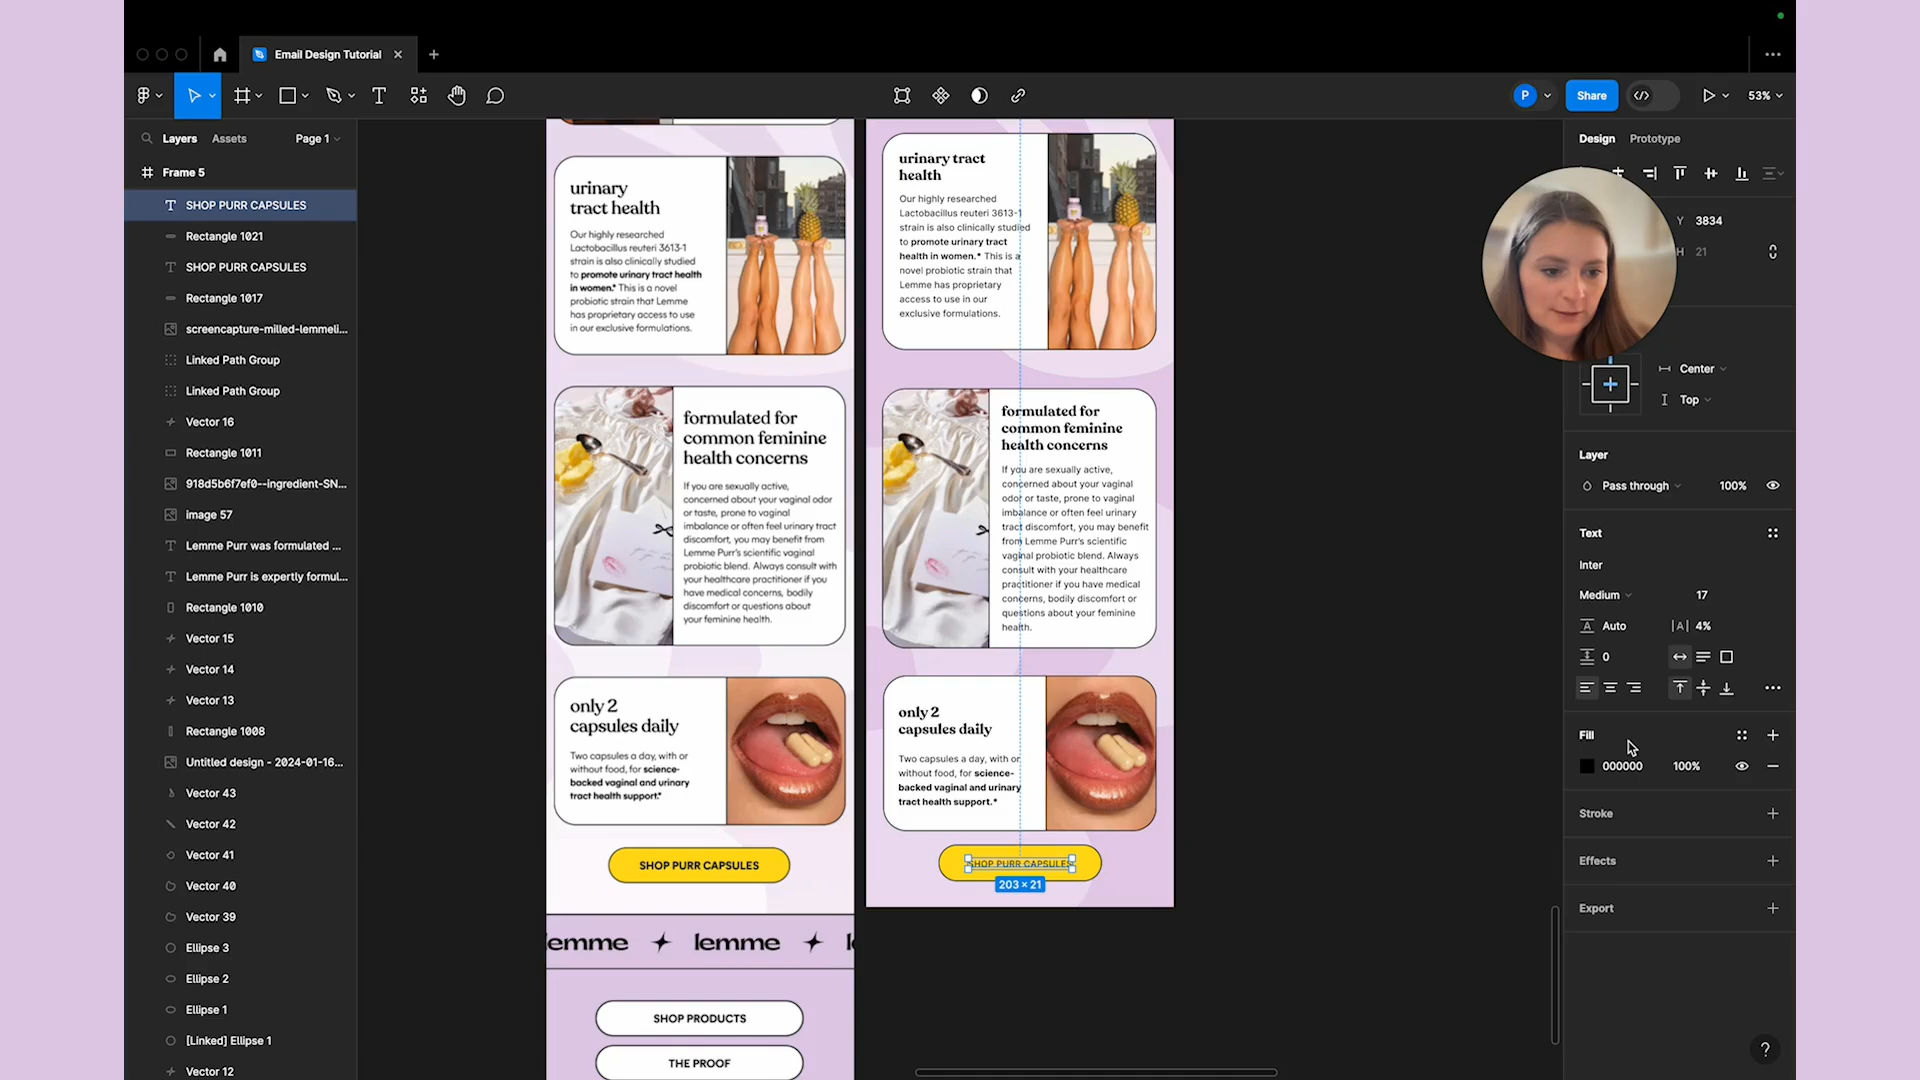 Email Design Tutorial
P
Share
53%
Layers
Assets
Page 1
Design
Prototype
Frame 5
SHOP PURR CAPSULES
Rectangle 1021
SHOP PURR CAPSULES
Rectangle 1017
screencapture-milled-lemmeli...
Linked Path Group
Linked Path Group
Vector 16
Rectangle 1011
918d5b6f7ef0--ingredient-SN...
image 57
Lemme Purr was formulated ...
Lemme Purr is expertly formul...
Rectangle 1010
Vector 15
Vector 14
Vector 13
Rectangle 1008
Untitled design - 2024-01-16...
Vector 43
Vector 42
Vector 41
Vector 40
Vector 39
Ellipse 3
Ellipse 2
Ellipse 1
[Linked] Ellipse 1
Vector 12
urinary
tract health
Our highly researched
Lactobacillus reuteri 3613-1
strain is also clinically studied
to promote urinary tract health
in women.* This is a novel
probiotic strain that Lemme
has proprietary access to use
in our exclusive formulations.
formulated for
common feminine
health concerns
If you are sexually active,
concerned about your vaginal odor
or taste, prone to vaginal
imbalance or often feel urinary tract
discomfort, you may benefit from
Lemme Purr's scientific vaginal
probiotic blend. Always consult with
your healthcare practitioner if you
have medical concerns, bodily
discomfort or questions about
your feminine health.
only 2
capsules daily
Two capsules a day, with or
without food, for science-
backed vaginal and urinary
tract health support.*
SHOP PURR CAPSULES
lemme
lemme
SHOP PRODUCTS
THE PROOF
urinary tract
health
Our highly researched
Lactobacillus reuteri 3613-1
strain is also clinically studied
to promote urinary tract
health in women.* This is a
novel probiotic strain that
Lemme has proprietary
access to use in our
exclusive formulations.
formulated for
common feminine
health concerns
If you are sexually active,
concerned about your vaginal
odor or taste, prone to vaginal
imbalance or often feel urinary
tract discomfort, you may benefit
from Lemme Purr's scientific
vaginal probiotic blend. Always
consult with your healthcare
practitioner if you have medical
concerns, bodily discomfort or
questions about your feminine
health.
only 2
capsules daily
Two capsules a day, with or
without food, for science-
backed vaginal and urinary
tract health support.*
SHOP PURR CAPSULES
203 × 21
Y 3834
H 21
Center
Top
Layer
Pass through
100%
Text
Inter
Medium
17
Auto
4%
0
Fill
000000
100%
Stroke
Effects
Export
?